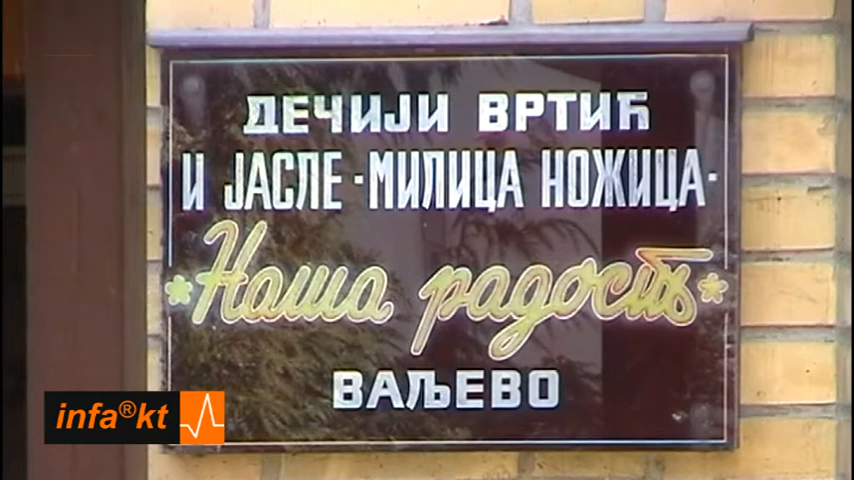 ДЕЧИЈИ ВРТИЋ
И ЈАСЛЕ -МИЛИЦА НОЖИЦА-
Наша радост
ВАЉЕВО
infa®kt